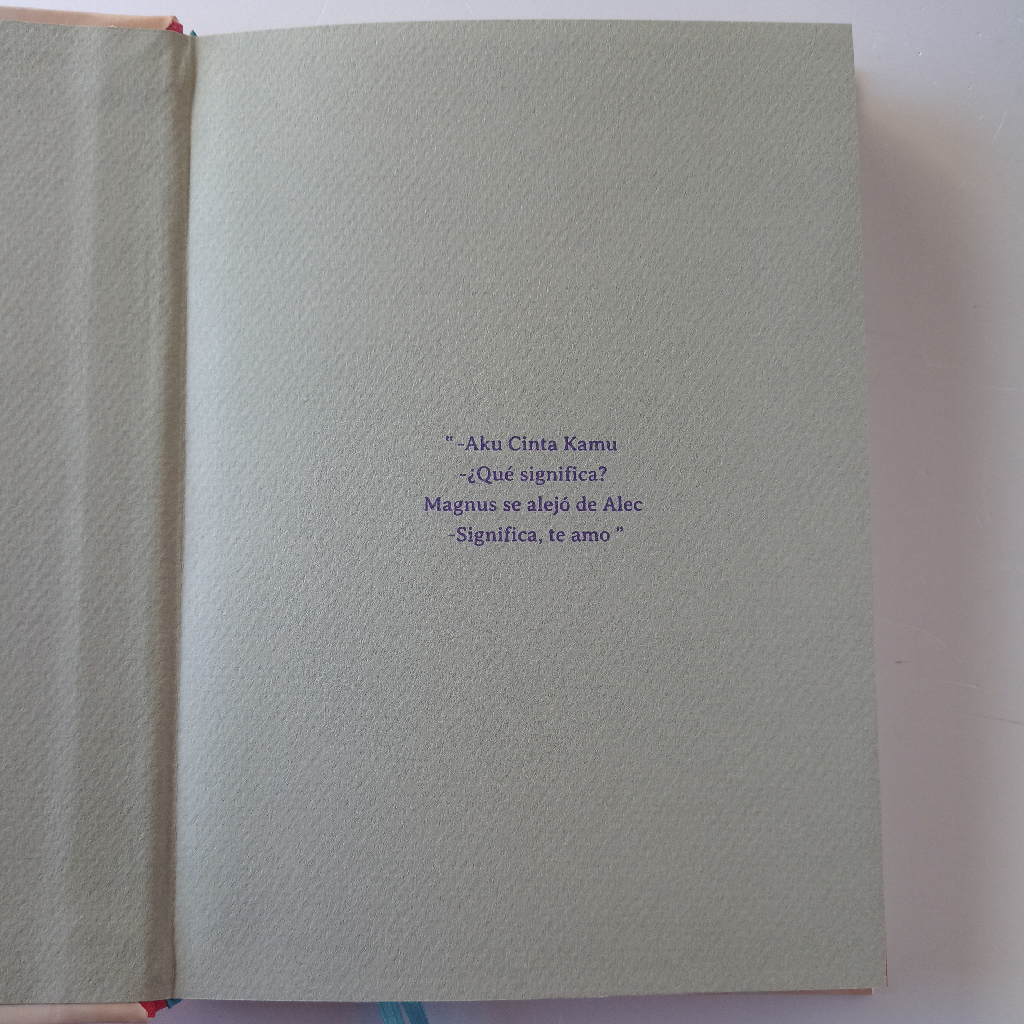 " -Aku Cinta Kamu
-¿Qué significa?
Magnus se alejó de Alec
-Significa, te amo ”